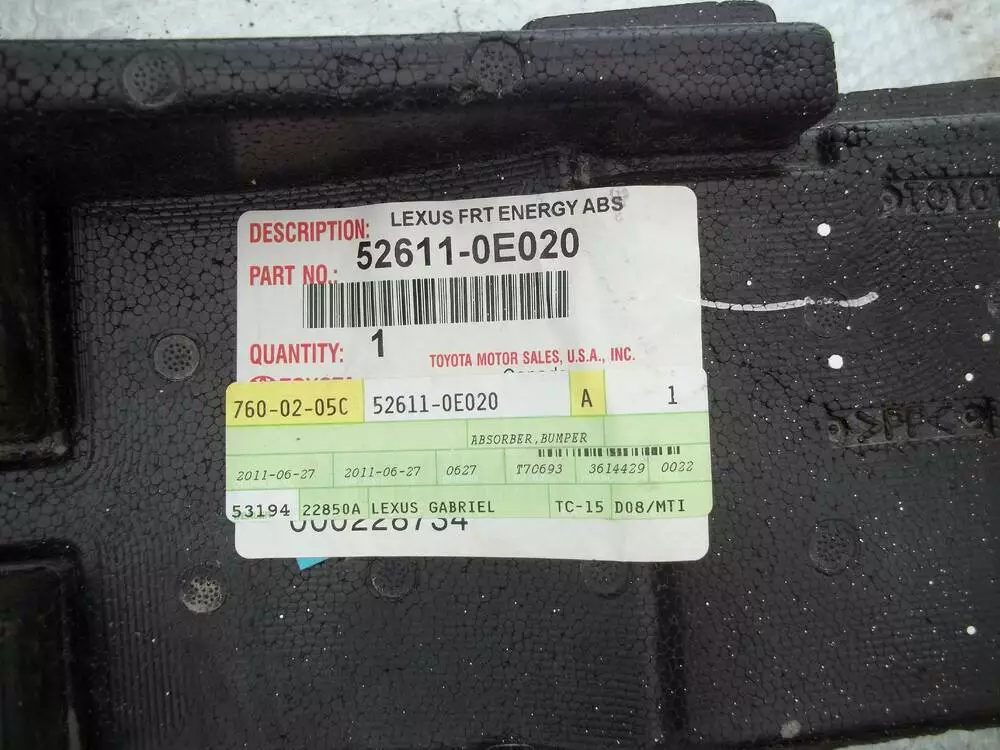 LEXUS FRT ENERGY ABS
DESCRIPTION:
52611-0E020
PART NO.:
QUANTITY: 1
TOYOTA MOTOR SALES, U.S.A., INC.
TOYOTA
760-02-05C 52611-0E020 A 1
ABSORBER,BUMPER
2011-06-27 2011-06-27 0627 T70693 3614429 0022
53194 22850A LEXUS GABRIEL TC-15 D08/MTI
000228734